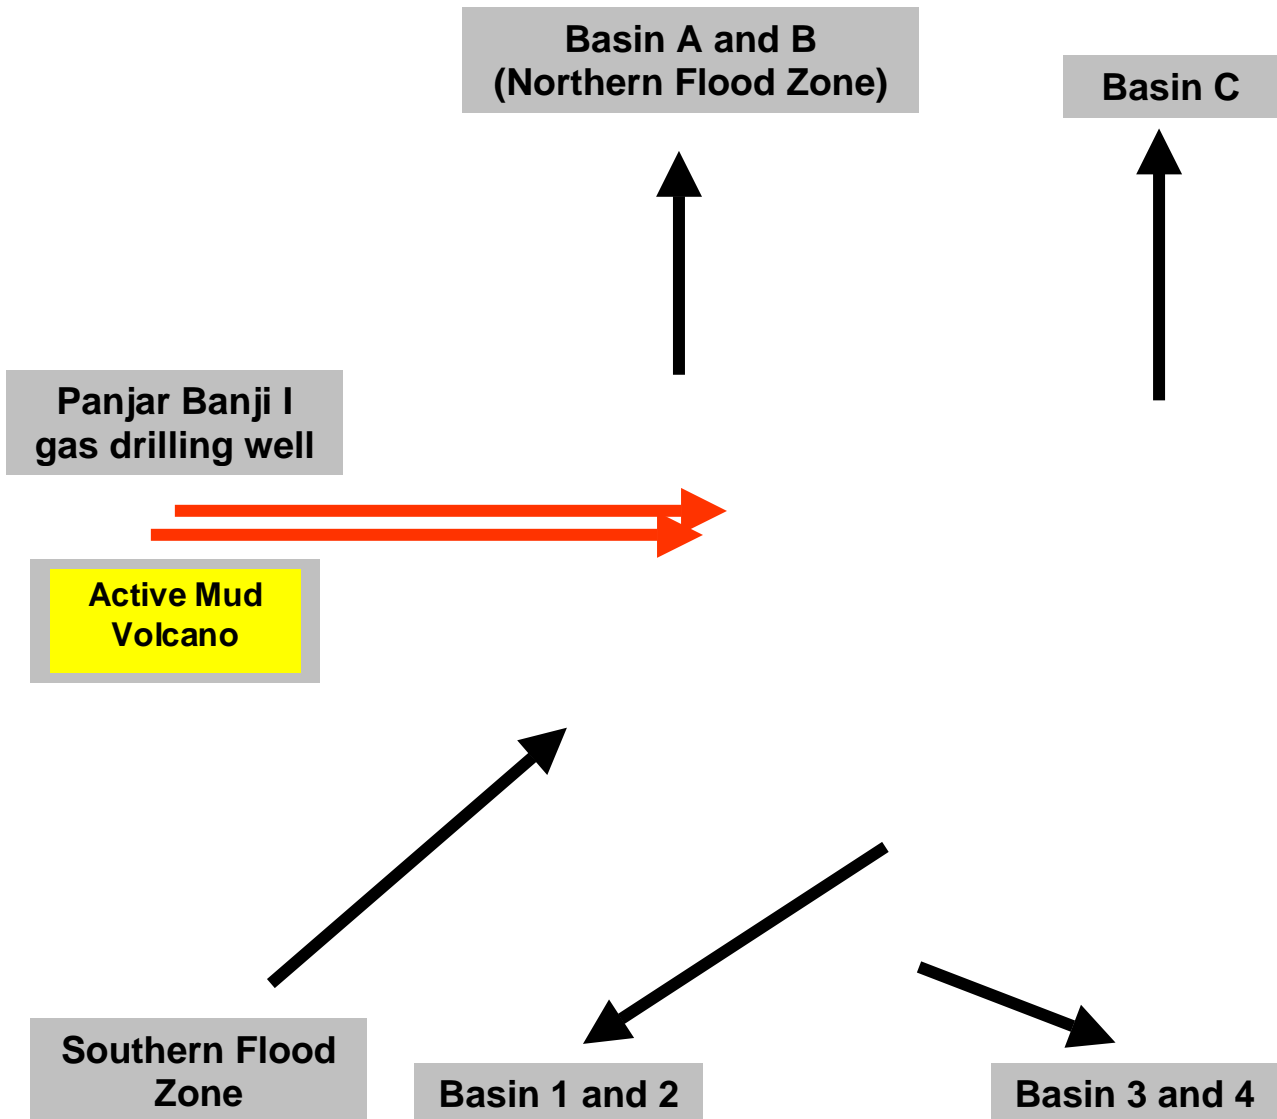 Basin A and B
(Northern Flood Zone)
Basin C
Panjar Banji I
gas drilling well
Active Mud
Volcano
Southern Flood
Zone
Basin 1 and 2
Basin 3 and 4